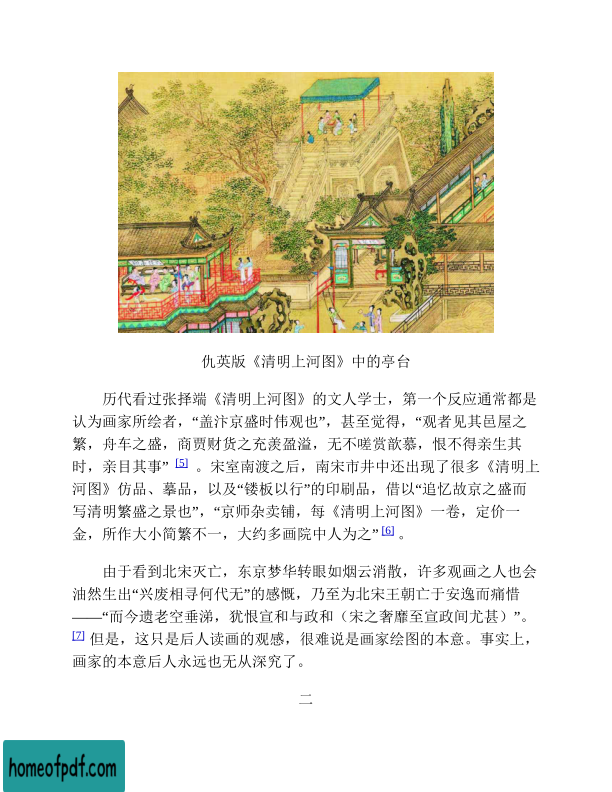 仇英版《清明上河图》中的亭台
历代看过张择端《清明上河图》的文人学士，第一个反应通常都是
认为画家所绘者，“盖汴京盛时伟观也”，甚至觉得，“观者见其邑屋之
繁，舟车之盛，商贾财货之充羡盈溢，无不嗟赏歆慕，恨不得亲生其
时，亲目其事” [5] 。宋室南渡之后，南宋市井中还出现了很多《清明上
河图》仿品、摹品，以及“镂板以行”的印刷品，借以“追忆故京之盛而
写清明繁盛之景也”，“京师杂卖铺，每《清明上河图》一卷，定价一
金，所作大小简繁不一，大约多画院中人为之” [6] 。
由于看到北宋灭亡，东京梦华转眼如烟云消散，许多观画之人也会
油然生出“兴废相寻何代无”的感慨，乃至为北宋王朝亡于安逸而痛惜
——“而今遗老空垂涕，犹恨宣和与政和（宋之奢靡至宣政间尤甚）”。
[7] 但是，这只是后人读画的观感，很难说是画家绘图的本意。事实上，
画家的本意后人永远也无从深究了。
二
homeofpdf.com